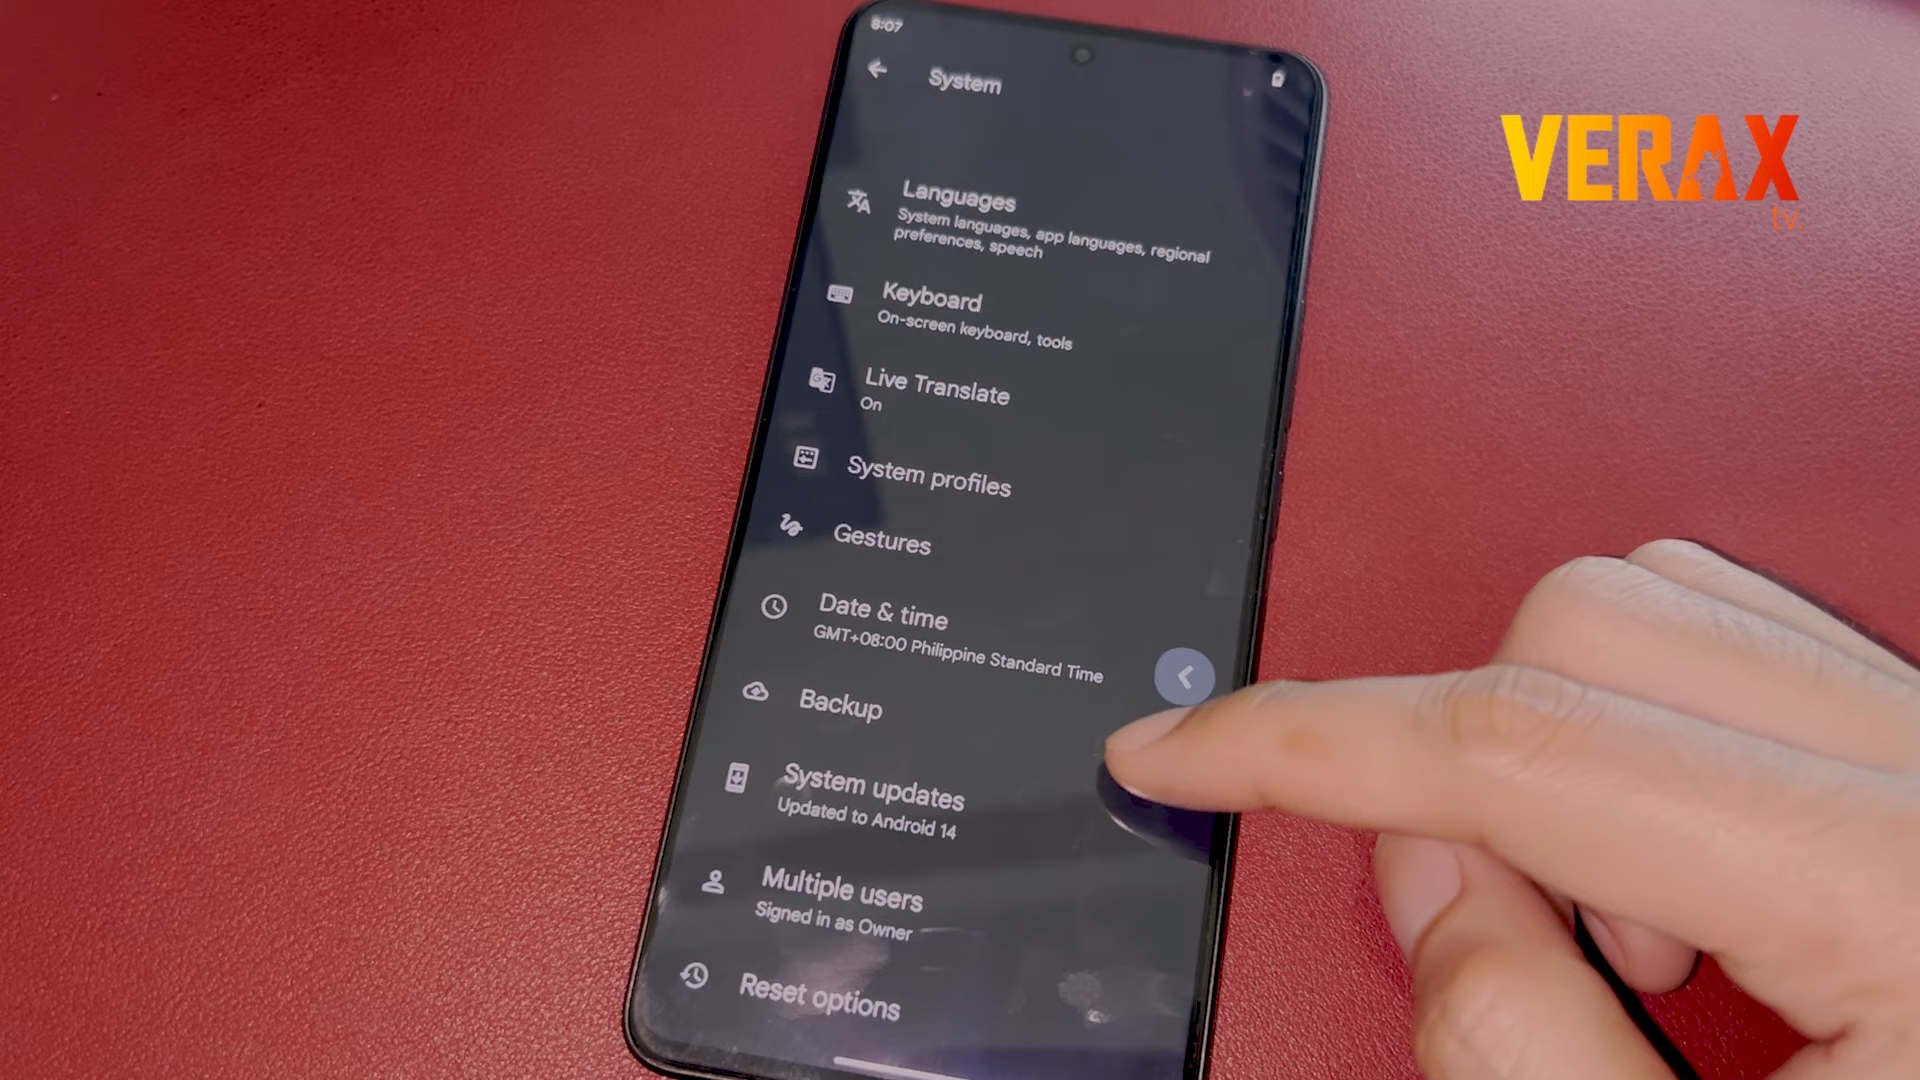 8:07
System
VERAX
tv.
Languages
System languages, app languages, regional
preferences, speech
Keyboard
On-screen keyboard, tools
Live Translate
On
System profiles
Gestures
Date & time
GMT+08:00 Philippine Standard Time
Backup
System updates
Updated to Android 14
Multiple users
Signed in as Owner
Reset options